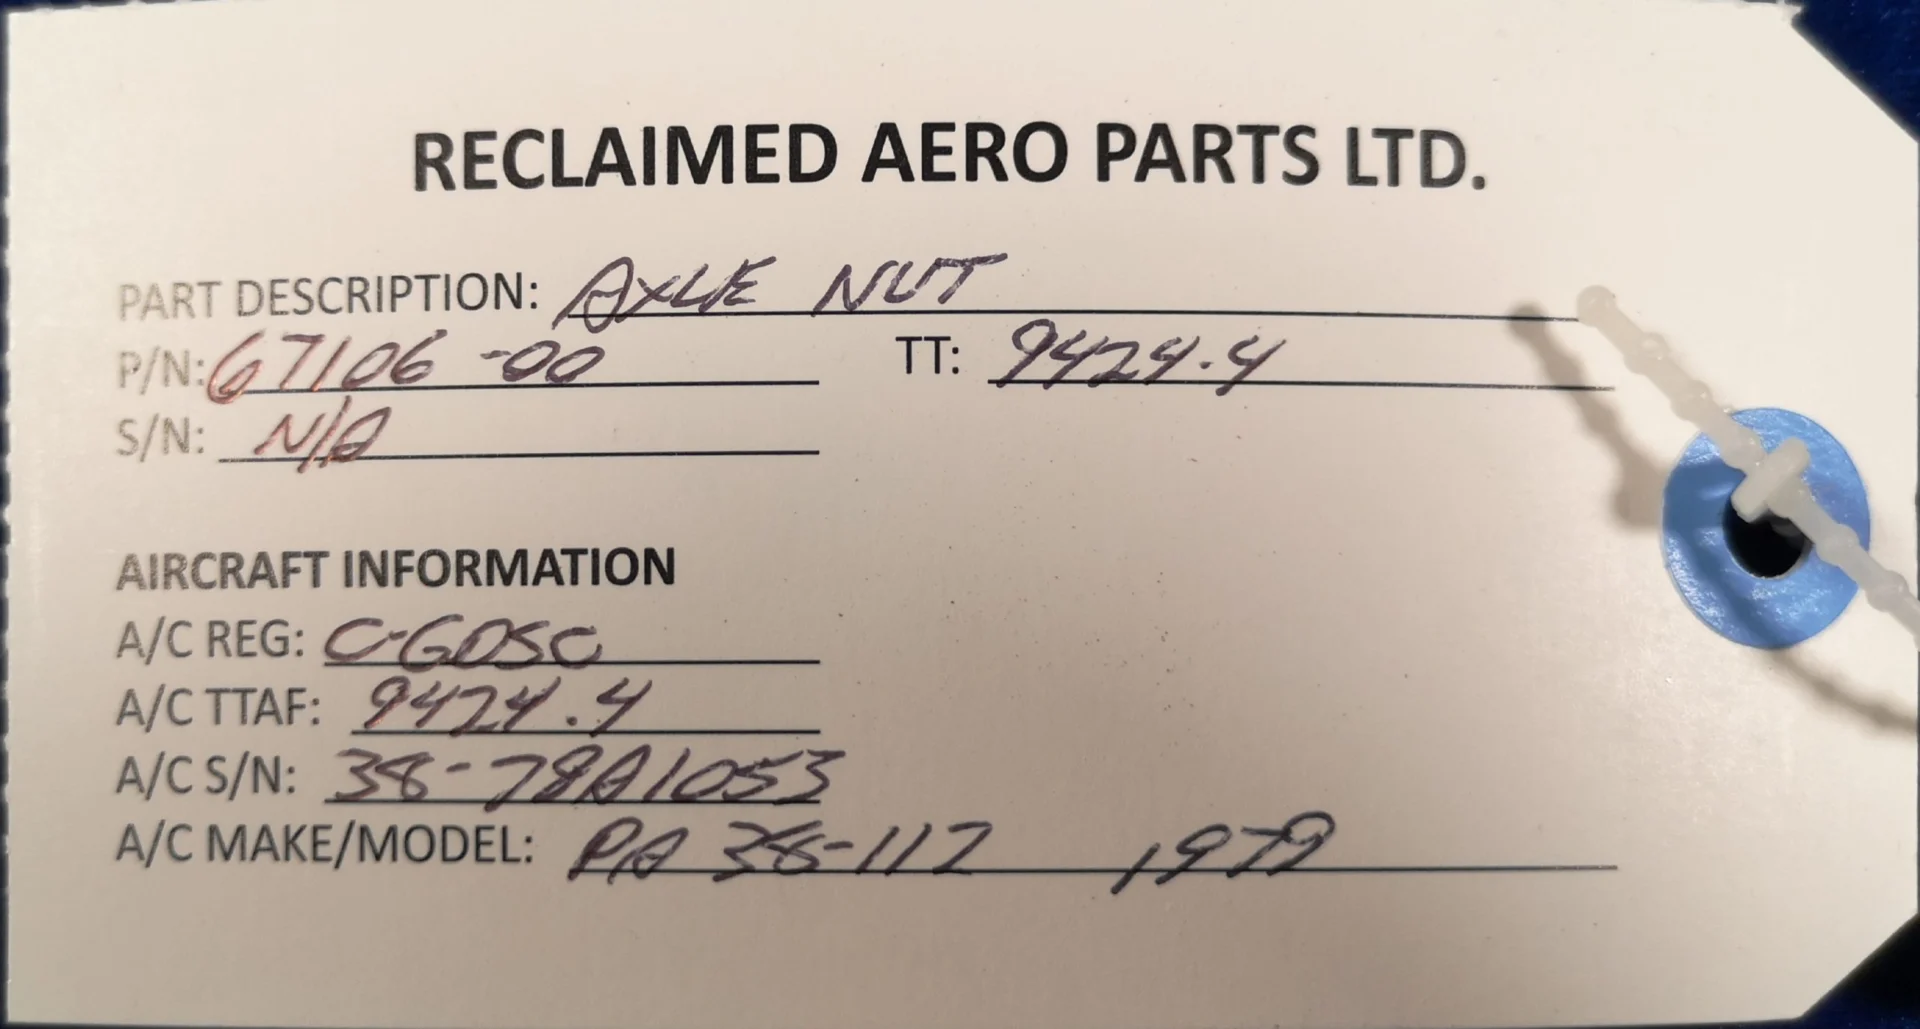 RECLAIMED AERO PARTS LTD.
PART DESCRIPTION: AXLE NUT
P/N: 67106-00 TT: 9424.4
S/N: N/A
AIRCRAFT INFORMATION
A/C REG: C-GDSC
A/C TTAF: 9424.4
A/C S/N: 38-78A1053
A/C MAKE/MODEL: PA 38-112 1979